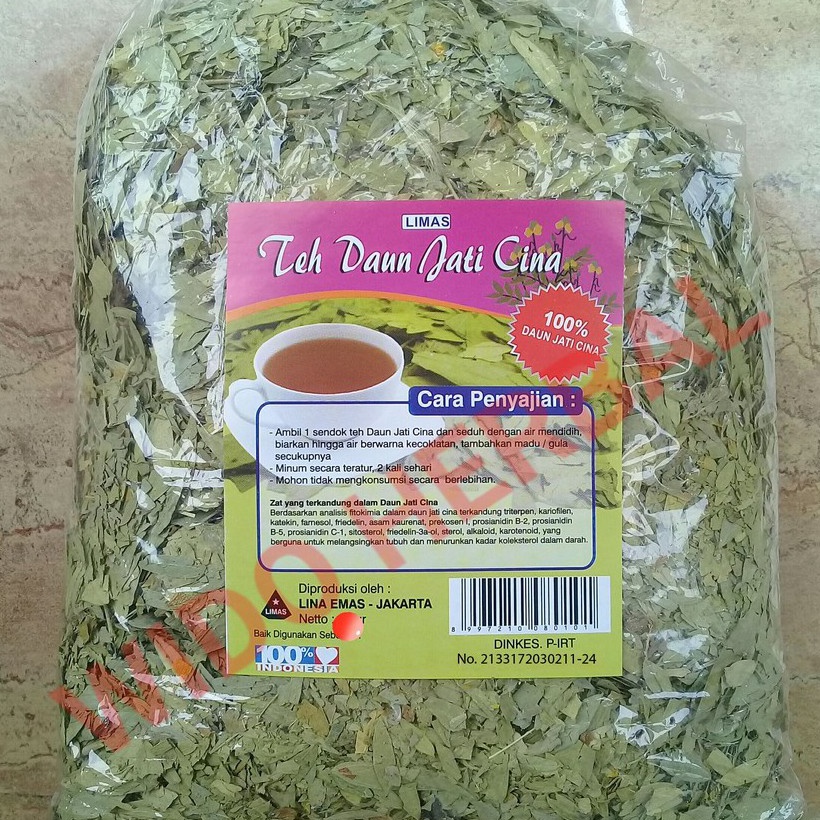 LIMAS
Teh Daun Jati Cina
100%
DAUN JATI CINA
Cara Penyajian :
- Ambil 1 sendok teh Daun Jati Cina dan seduh dengan air mendidih,
biarkan hingga air berwarna kecoklatan, tambahkan madu / gula
secukupnya
- Minum secara teratur, 2 kali sehari
- Mohon tidak mengkonsumsi secara berlebihan.
Zat yang terkandung dalam Daun Jati Cina
Berdasarkan analisis fitokimia dalam daun jati cina terkandung triterpen, kariofilen,
katekin, farnesol, friedelin, asam kaurenat, prekosen I, prosianidin B-2, prosianidin
B-5, prosianidin C-1, sitosterol, friedelin-3a-ol, sterol, alkaloid, karotenoid, yang
berguna untuk melangsingkan tubuh dan menurunkan kadar koleksterol dalam darah.
LIMAS
Diproduksi oleh :
LINA EMAS - JAKARTA
Netto :
Baik Digunakan
100%
INDONESIA
8 997210 080101
DINKES. P-IRT
No. 2133172030211-24
HERBAL